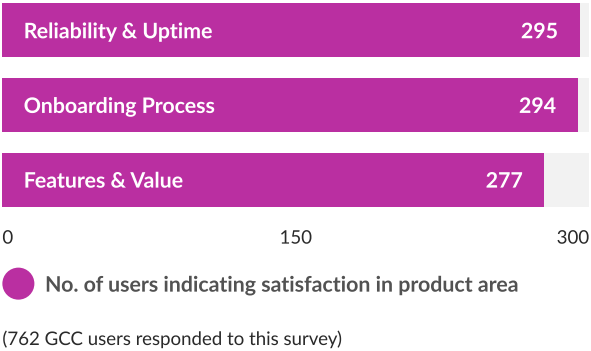 Reliability & Uptime 295
Onboarding Process 294
Features & Value 277
0 150 300
No. of users indicating satisfaction in product area
(762 GCC users responded to this survey)